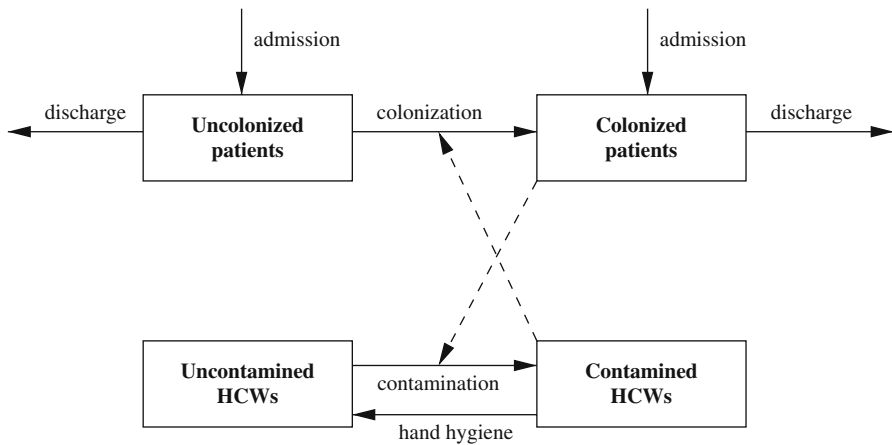 admission
admission
discharge
Uncolonized
patients
colonization
Colonized
patients
discharge
Uncontamined
HCWs
contamination
Contamined
HCWs
hand hygiene